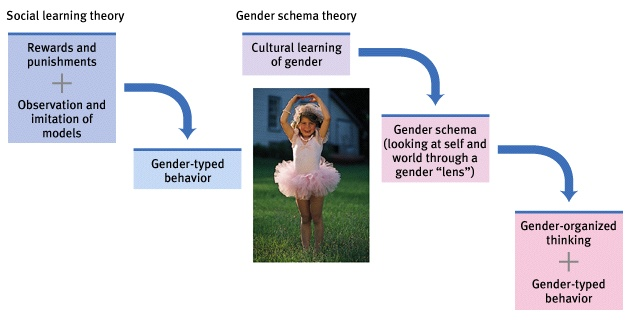 Social learning theory
Rewards and
punishments
+
Observation and
imitation of
models
Gender-typed
behavior
Gender schema theory
Cultural learning
of gender
Gender schema
(looking at self and
world through a
gender “lens”)
Gender-organized
thinking
+
Gender-typed
behavior